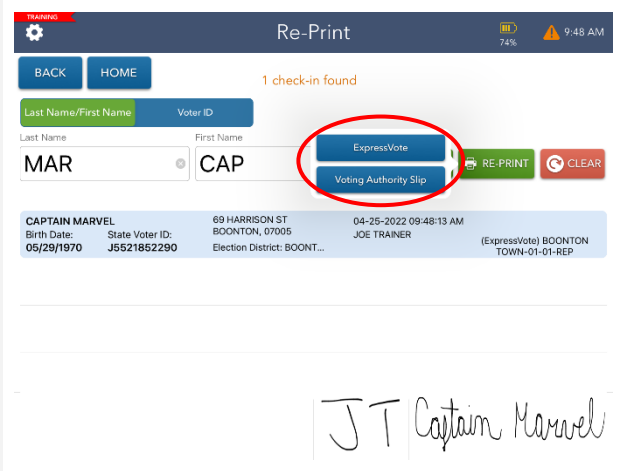 TRAINING
Re-Print
74%
9:48 AM
BACK
HOME
1 check-in found
Last Name/First Name
Voter ID
Last Name
First Name
MAR
CAP
ExpressVote
Voting Authority Slip
RE-PRINT
CLEAR
CAPTAIN MARVEL
Birth Date:
State Voter ID:
05/29/1970
J5521852290
69 HARRISON ST
BOONTON, 07005
Election District: BOONT...
04-25-2022 09:48:13 AM
JOE TRAINER
(ExpressVote) BOONTON
TOWN-01-01-REP
JT
Captain Marvel